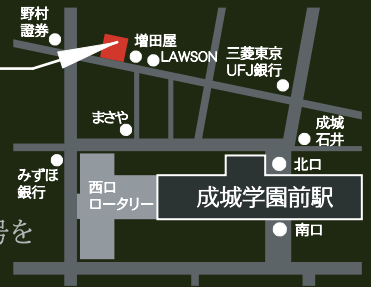 野村
證券
増田屋
LAWSON
三菱東京
UFJ銀行
まさや
成城
石井
みずほ
銀行
西口
ロータリー
北口
成城学園前駅
南口
号を